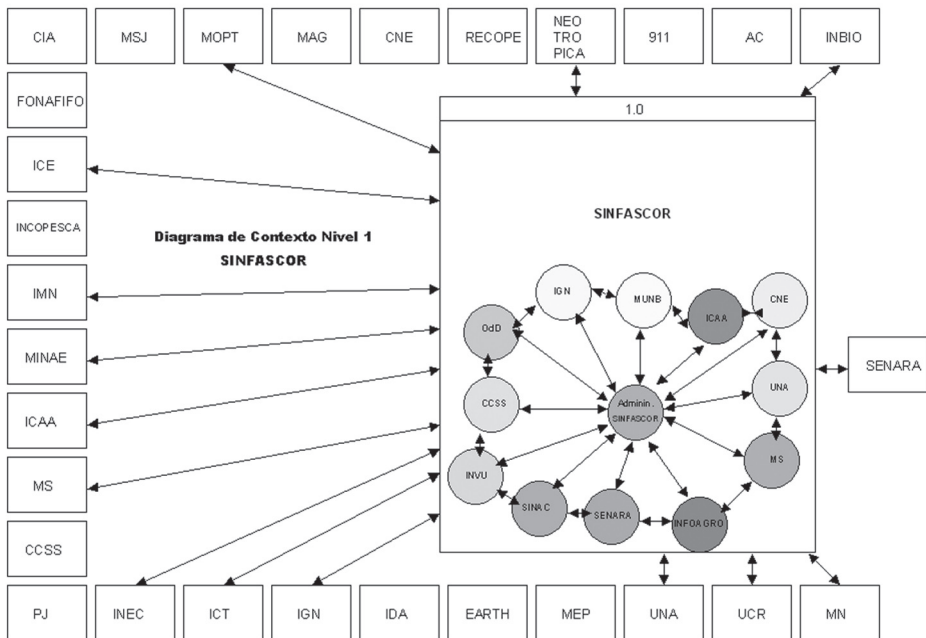 CIA
MSJ
MOPT
MAG
CNE
RECOPE
NEO
TRO
PICA
911
AC
INBIO
FONAFIFO
1.0
ICE
INCOPESCA
Diagrama de Contexto Nivel 1
SINFASCOR
SINFASCOR
IMN
MINAE
ICAA
MS
CCSS
SENARA
IGN
MUNB
ICAA
CNE
OdD
UNA
CCSS
Adminin.
SINFASCOR
INVU
MS
SINAC
SENARA
INFOAGRO
PJ
INEC
ICT
IGN
IDA
EARTH
MEP
UNA
UCR
MN